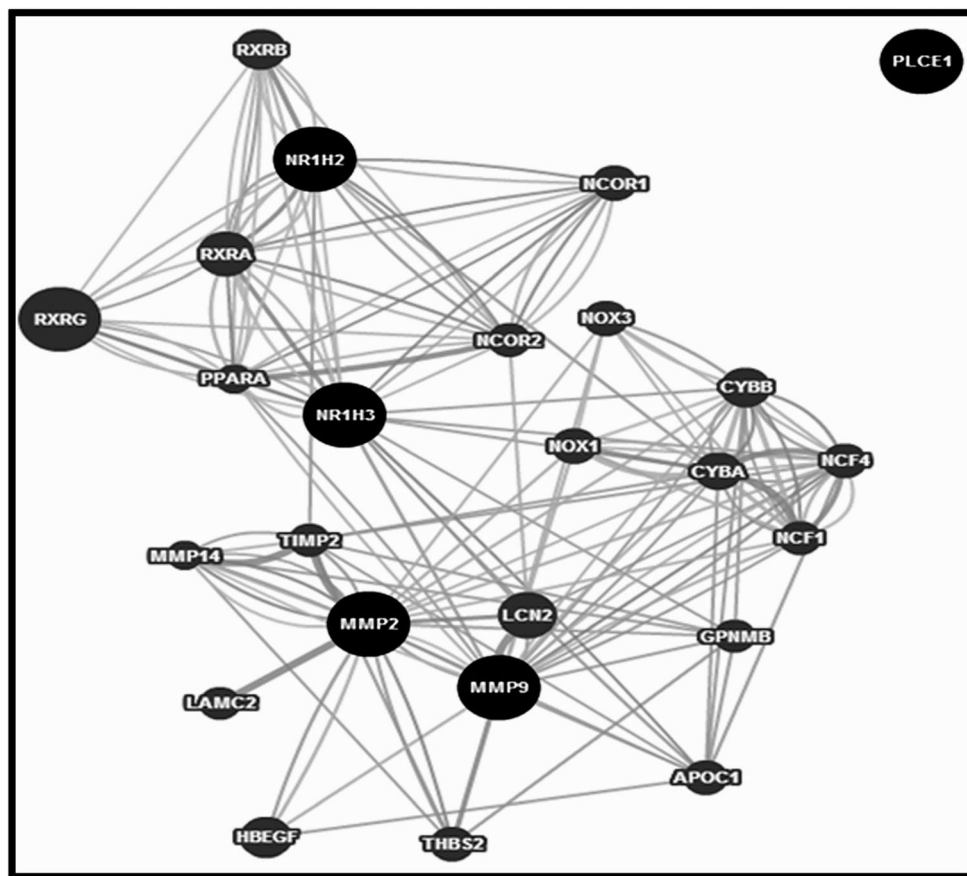 RXRB
PLCE1
NR1H2
NCOR1
RXRA
RXRG
NOX3
NCOR2
PPARA
CYBB
NR1H3
NOX1
CYBA
NCF4
NCF1
TIMP2
MMP14
LCN2
MMP2
GPNMB
MMP9
LAMC2
APOC1
HBEGF
THBS2